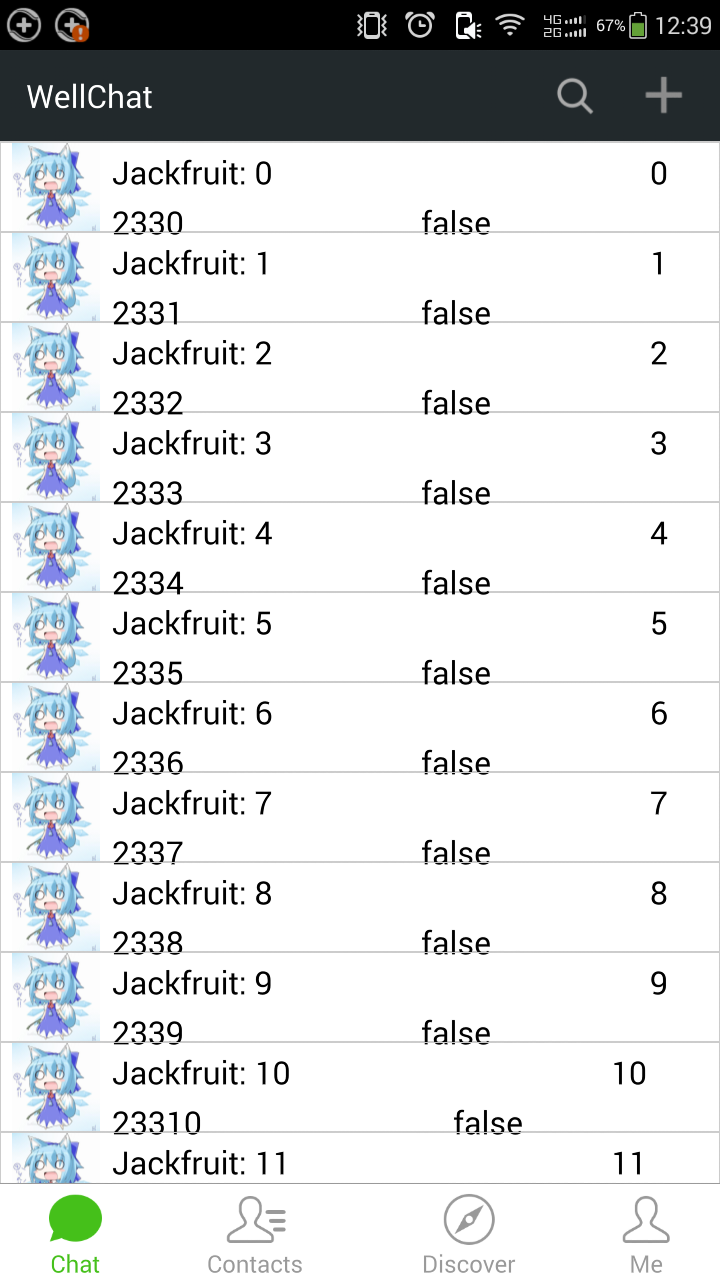 4G
2G 67% 12:39
WellChat
Jackfruit: 0 0
2330 false
Jackfruit: 1 1
2331 false
Jackfruit: 2 2
2332 false
Jackfruit: 3 3
2333 false
Jackfruit: 4 4
2334 false
Jackfruit: 5 5
2335 false
Jackfruit: 6 6
2336 false
Jackfruit: 7 7
2337 false
Jackfruit: 8 8
2338 false
Jackfruit: 9 9
2339 false
Jackfruit: 10 10
23310 false
Jackfruit: 11 11
Chat Contacts Discover Me